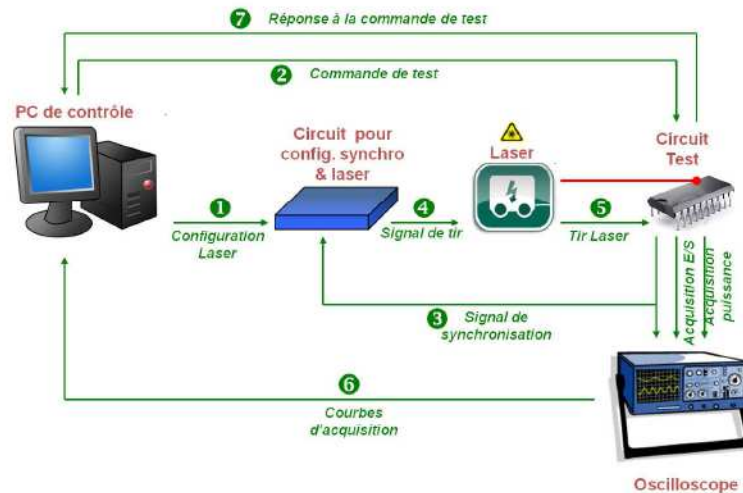 7 Réponse à la commande de test
2 Commande de test
PC de contrôle
Circuit pour
config. synchro
& laser
Laser
Circuit
Test
1
Configuration
Laser
4
Signal de tir
5
Tir Laser
Acquisition E/S
Acquisition
puissance
3 Signal de
synchronisation
6
Courbes
d'acquisition
Oscilloscope